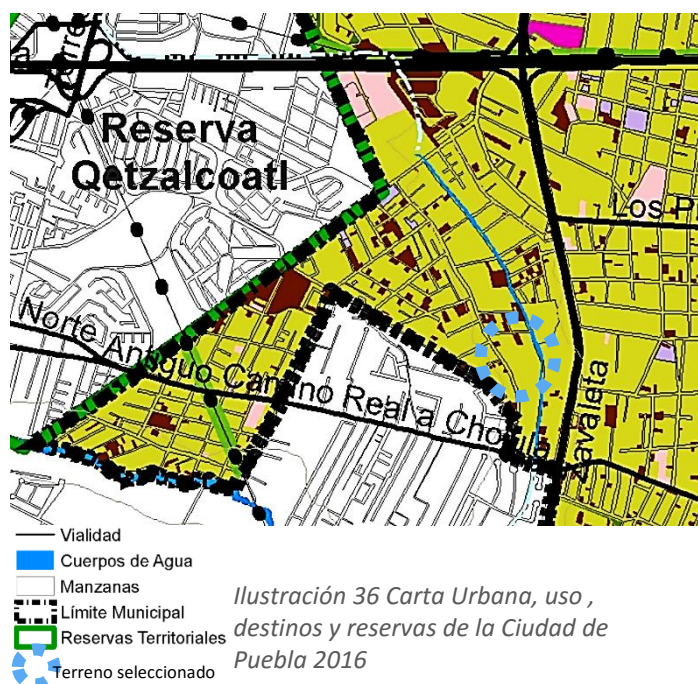 Reserva
Qetzalcoatl
Los P
Norte Antiguo Camino Real a Cholula
Zavaleta
Vialidad
Cuerpos de Agua
Manzanas
Límite Municipal
Reservas Territoriales
Terreno seleccionado
Ilustración 36 Carta Urbana, uso ,
destinos y reservas de la Ciudad de
Puebla 2016